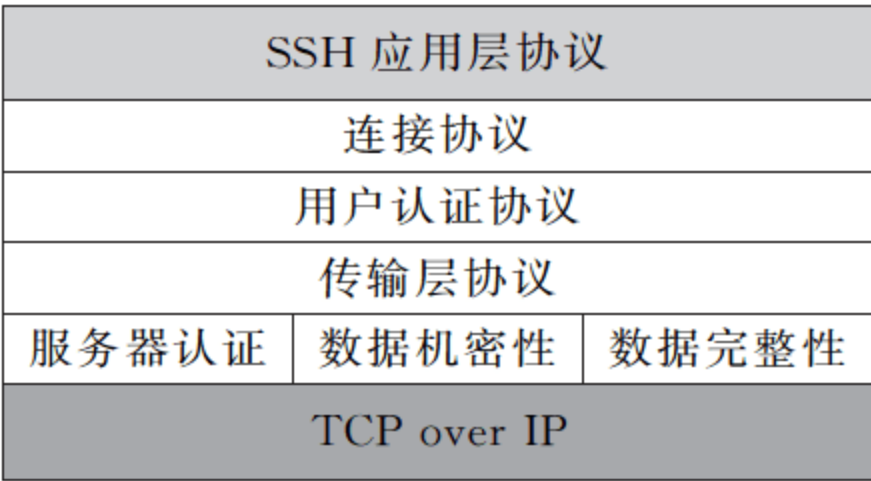 SSH 应用层协议
连接协议
用户认证协议
传输层协议
服务器认证 数据机密性 数据完整性
TCP over IP